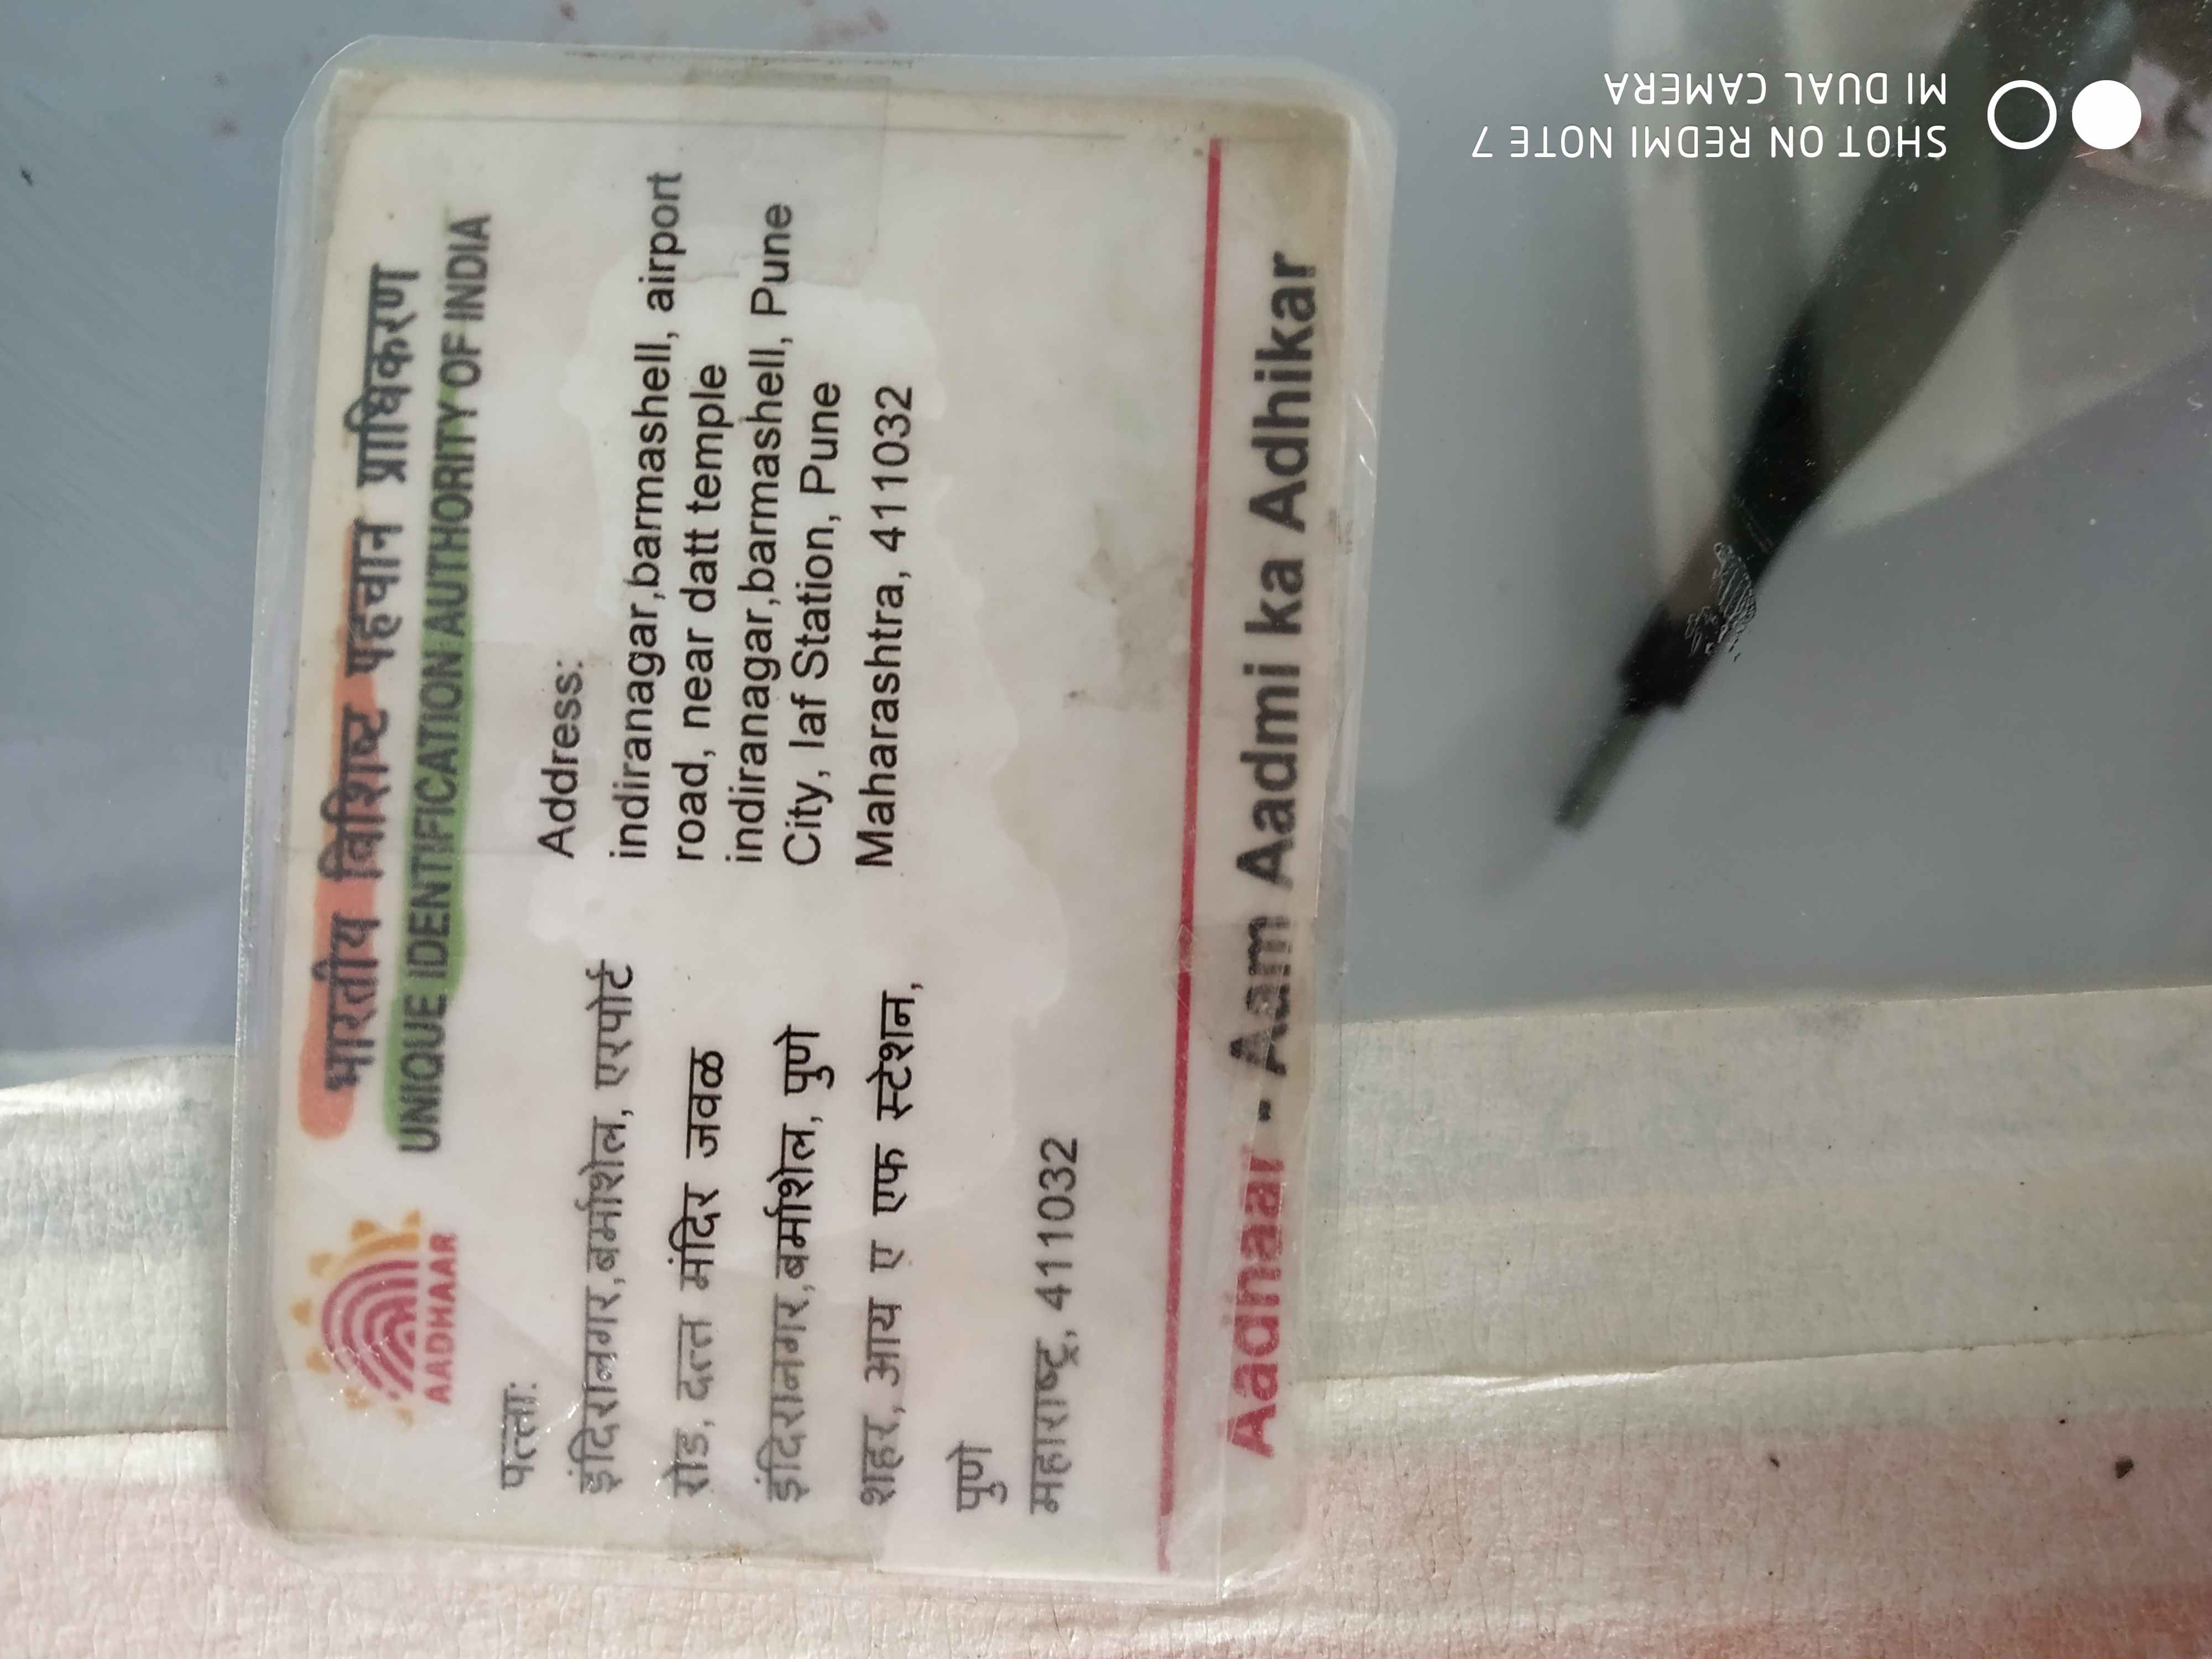 भारतीय विशिष्ट पहचान प्राधिकरण
UNIQUE IDENTIFICATION AUTHORITY OF INDIA
AADHAAR
पत्ता:
इंदिरानगर,बर्माशेल, एरपोर्ट
रोड, दत्त मंदिर जवळ
इंदिरानगर,बर्माशेल, पुणे
शहर, आय ए एफ स्टेशन,
पुणे
महाराष्ट्र, 411032
Address:
indiranagar,barmashell, airport
road, near datt temple
indiranagar,barmashell, Pune
City, Iaf Station, Pune
Maharashtra, 411032
Aadhaar - Aam Aadmi ka Adhikar
SHOT ON REDMI NOTE 7
MI DUAL CAMERA